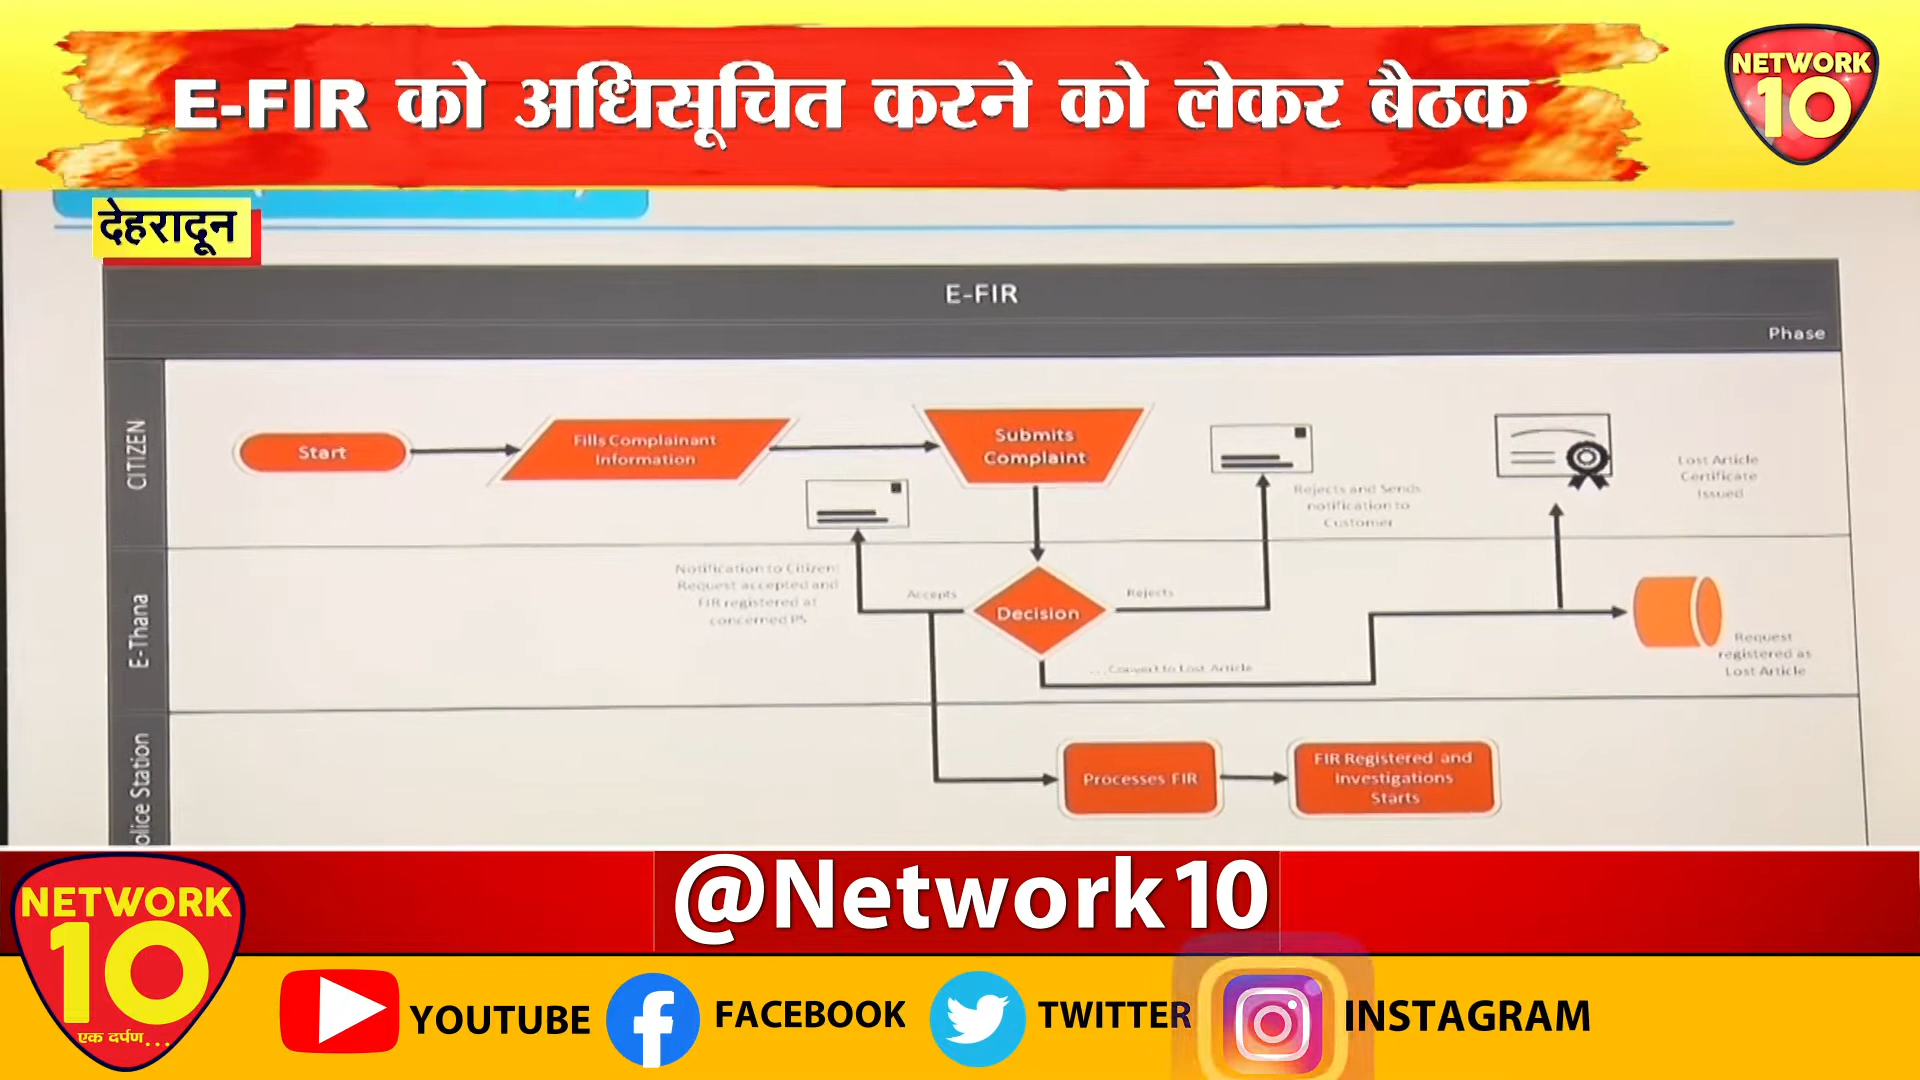 E-FIR को अधिसूचित करने को लेकर बैठक
NETWORK
10
देहरादून
E-FIR
Phase
CITIZEN
Start
Fills Complainant
Information
Submits
Complaint
Rejects and Sends
notification to
Customer
Lost Article
Certificate
Issued
E-Thana
Notification to Citizen:
Request accepted and
FIR registered at
concerned PS
Accepts
Decision
Rejects
Convert to Lost Article
Request
registered as
Lost Article
olice Station
Processes FIR
FIR Registered and
Investigations
Starts
@Network10
NETWORK
10
एक दर्पण...
YOUTUBE
FACEBOOK
TWITTER
INSTAGRAM